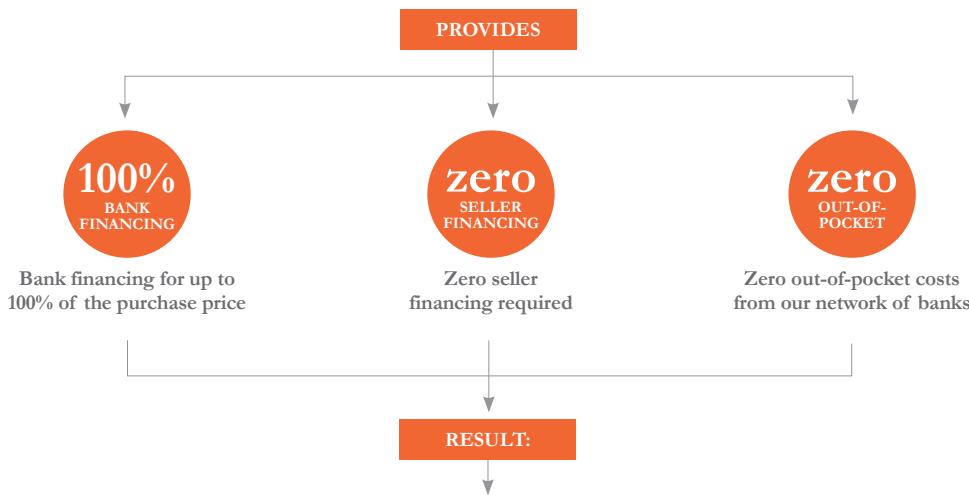 PROVIDES
100%
BANK
FINANCING
Bank financing for up to
100% of the purchase price
zero
SELLER
FINANCING
Zero seller
financing required
zero
OUT-OF-
POCKET
Zero out-of-pocket costs
from our network of banks
RESULT: